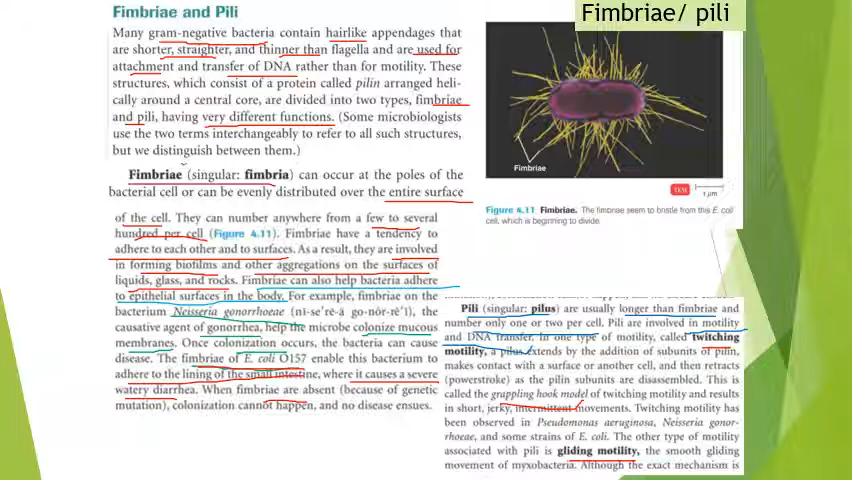 Fimbriae/ pili
Fimbriae and Pili
Many gram-negative bacteria contain hairlike appendages that
are shorter, straighter, and thinner than flagella and are used for
attachment and transfer of DNA rather than for motility. These
structures, which consist of a protein called pilin arranged heli-
cally around a central core, are divided into two types, fimbriae
and pili, having very different functions. (Some microbiologists
use the two terms interchangeably to refer to all such structures,
but we distinguish between them.)
Fimbriae (singular: fimbria) can occur at the poles of the
bacterial cell or can be evenly distributed over the entire surface
of the cell. They can number anywhere from a few to several
hundred per cell (Figure 4.11). Fimbriae have a tendency to
adhere to each other and to surfaces. As a result, they are involved
in forming biofilms and other aggregations on the surfaces of
liquids, glass, and rocks. Fimbriae can also help bacteria adhere
to epithelial surfaces in the body. For example, fimbriae on the
bacterium Neisseria gonorrhoeae (nī-se'rē-ä go-nôr-rē'ī), the
causative agent of gonorrhea, help the microbe colonize mucous
membranes. Once colonization occurs, the bacteria can cause
disease. The fimbriae of E. coli O157 enable this bacterium to
adhere to the lining of the small intestine, where it causes a severe
watery diarrhea. When fimbriae are absent (because of genetic
mutation), colonization cannot happen, and no disease ensues.
Fimbriae
TEM
1 μm
Figure 4.11 Fimbriae. The fimbriae seem to bristle from this E. coli
cell, which is beginning to divide.
Pili (singular: pilus) are usually longer than fimbriae and
number only one or two per cell. Pili are involved in motility
and DNA transfer. In one type of motility, called twitching
motility, a pilus extends by the addition of subunits of pilin,
makes contact with a surface or another cell, and then retracts
(powerstroke) as the pilin subunits are disassembled. This is
called the grappling hook model of twitching motility and results
in short, jerky, intermittent movements. Twitching motility has
been observed in Pseudomonas aeruginosa, Neisseria gonor-
rhoeae, and some strains of E. coli. The other type of motility
associated with pili is gliding motility, the smooth gliding
movement of myxobacteria. Although the exact mechanism is